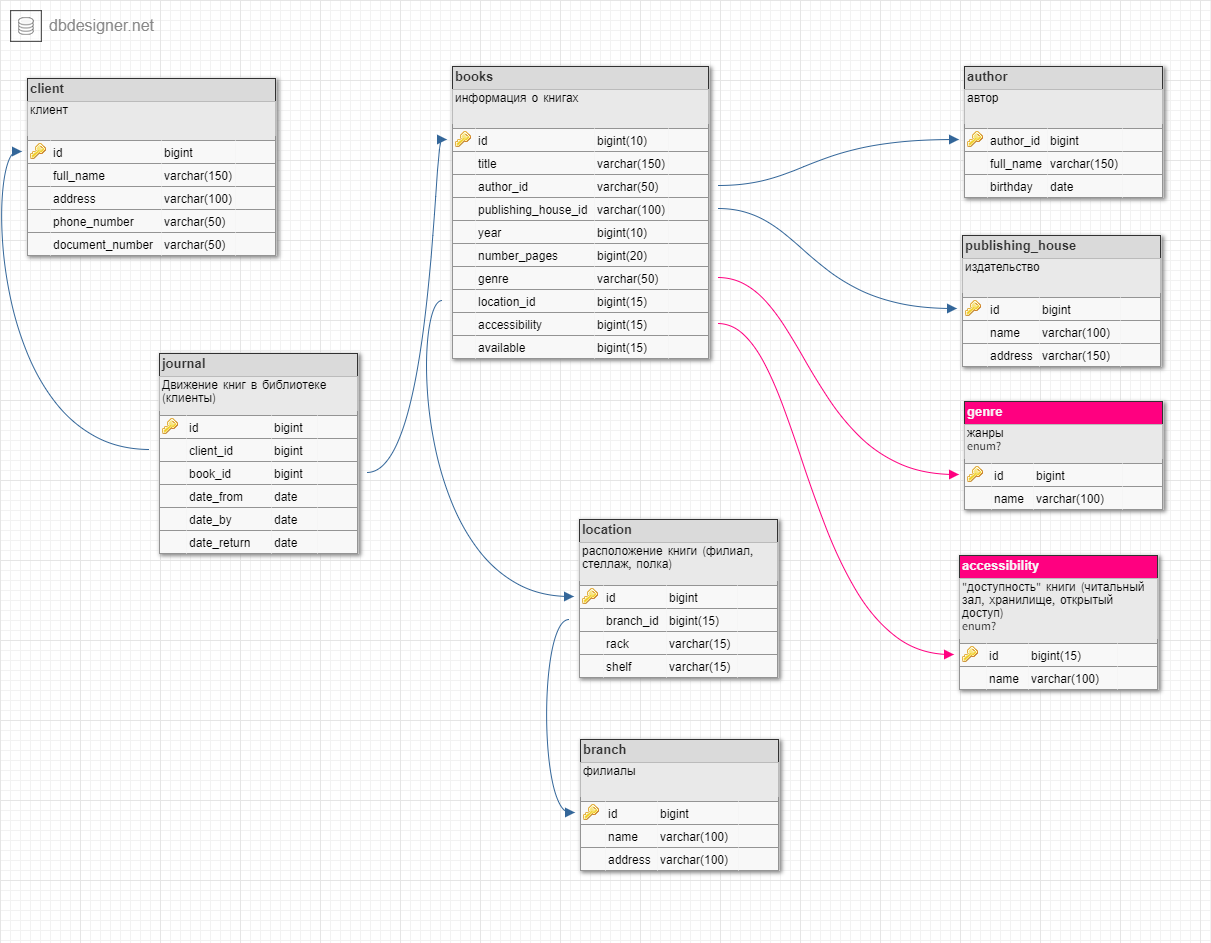 dbdesigner.net
client
клиент
id bigint
full_name varchar(150)
address varchar(100)
phone_number varchar(50)
document_number varchar(50)
books
информация о книгах
id bigint(10)
title varchar(150)
author_id varchar(50)
publishing_house_id varchar(100)
year bigint(10)
number_pages bigint(20)
genre varchar(50)
location_id bigint(15)
accessibility bigint(15)
available bigint(15)
author
автор
author_id bigint
full_name varchar(150)
birthday date
publishing_house
издательство
id bigint
name varchar(100)
address varchar(150)
journal
Движение книг в библиотеке
(клиенты)
id bigint
client_id bigint
book_id bigint
date_from date
date_by date
date_return date
genre
жанры
enum?
id bigint
name varchar(100)
location
расположение книги (филиал,
стеллаж, полка)
id bigint
branch_id bigint(15)
rack varchar(15)
shelf varchar(15)
accessibility
"доступность" книги (читальный
зал, хранилище, открытый
доступ)
enum?
id bigint(15)
name varchar(100)
branch
филиалы
id bigint
name varchar(100)
address varchar(100)